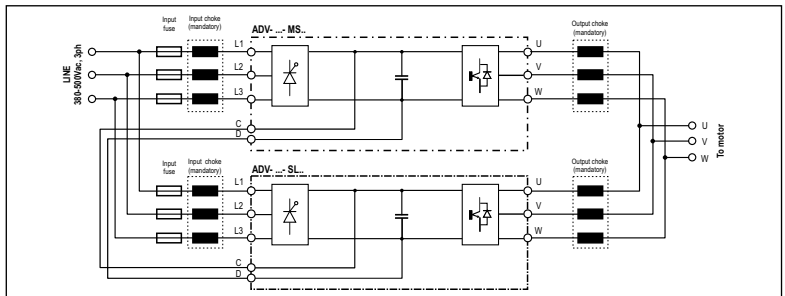 Input
fuse
Input choke
(mandatory)
ADV- ...- MS..
Output choke
(mandatory)
LINE
380-500Vac, 3ph
L1
L2
L3
C
D
U
V
W
U
V
W
To motor
Input
fuse
Input choke
(mandatory)
ADV- ...- SL..
Output choke
(mandatory)
L1
L2
L3
C
D
U
V
W